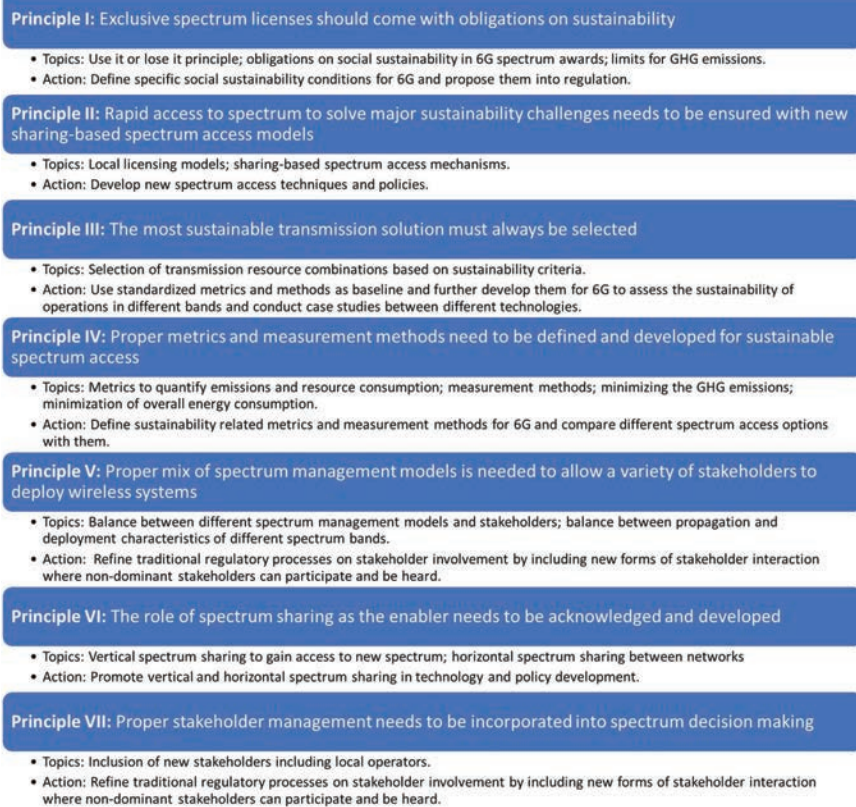 Principle I: Exclusive spectrum licenses should come with obligations on sustainability
• Topics: Use it or lose it principle; obligations on social sustainability in 6G spectrum awards; limits for GHG emissions.
• Action: Define specific social sustainability conditions for 6G and propose them into regulation.
Principle II: Rapid access to spectrum to solve major sustainability challenges needs to be ensured with new
sharing-based spectrum access models
• Topics: Local licensing models; sharing-based spectrum access mechanisms.
• Action: Develop new spectrum access techniques and policies.
Principle III: The most sustainable transmission solution must always be selected
• Topics: Selection of transmission resource combinations based on sustainability criteria.
• Action: Use standardized metrics and methods as baseline and further develop them for 6G to assess the sustainability of
operations in different bands and conduct case studies between different technologies.
Principle IV: Proper metrics and measurement methods need to be defined and developed for sustainable
spectrum access
• Topics: Metrics to quantify emissions and resource consumption; measurement methods; minimizing the GHG emissions;
minimization of overall energy consumption.
• Action: Define sustainability related metrics and measurement methods for 6G and compare different spectrum access options
with them.
Principle V: Proper mix of spectrum management models is needed to allow a variety of stakeholders to
deploy wireless systems
• Topics: Balance between different spectrum management models and stakeholders; balance between propagation and
deployment characteristics of different spectrum bands.
• Action: Refine traditional regulatory processes on stakeholder involvement by including new forms of stakeholder interaction
where non-dominant stakeholders can participate and be heard.
Principle VI: The role of spectrum sharing as the enabler needs to be acknowledged and developed
• Topics: Vertical spectrum sharing to gain access to new spectrum; horizontal spectrum sharing between networks
• Action: Promote vertical and horizontal spectrum sharing in technology and policy development.
Principle VII: Proper stakeholder management needs to be incorporated into spectrum decision making
• Topics: Inclusion of new stakeholders including local operators.
• Action: Refine traditional regulatory processes on stakeholder involvement by including new forms of stakeholder interaction
where non-dominant stakeholders can participate and be heard.